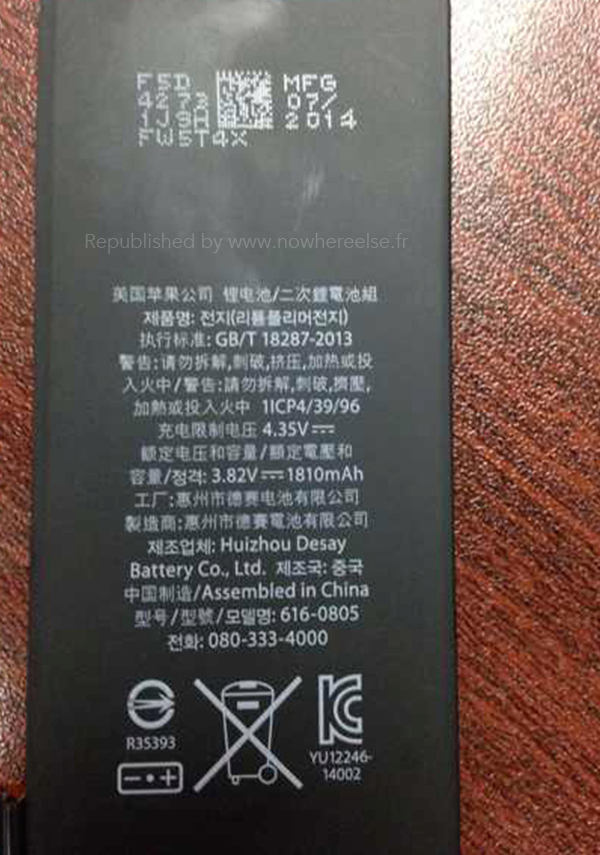 F5D
4273
1J9H
FW5T4X
MFG
07/
2014
Republished by www.nowhereelse.fr
美国苹果公司 锂电池/二次鋰電池組
제품명: 전지(리튬폴리머전지)
执行标准: GB/T 18287-2013
警告:请勿拆解,刺破,挤压,加热或投
入火中/警告:請勿拆解,刺破,擠壓,
加熱或投入火中 1ICP4/39/96
充电限制电压 4.35V⎓
额定电压和容量/額定電壓和
容量/정격: 3.82V⎓1810mAh
工厂:惠州市德赛电池有限公司
製造商:惠州市德賽電池有限公司
제조업체: Huizhou Desay
Battery Co., Ltd. 제조국: 중국
中国制造/Assembled in China
型号/型號/모델명: 616-0805
전화: 080-333-4000
R35393
YU12246-
14002